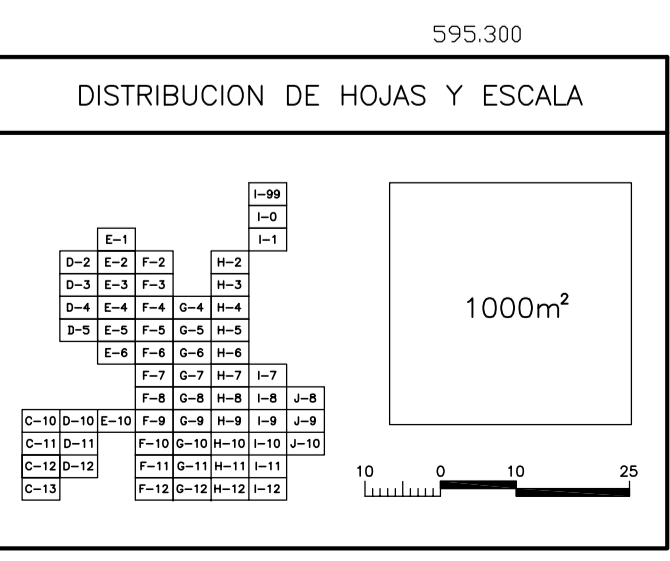 595.300
DISTRIBUCION DE HOJAS Y ESCALA
I-99
I-0
E-1 I-1
D-2 E-2 F-2 H-2
D-3 E-3 F-3 H-3
D-4 E-4 F-4 G-4 H-4
D-5 E-5 F-5 G-5 H-5
E-6 F-6 G-6 H-6
F-7 G-7 H-7 I-7
F-8 G-8 H-8 I-8 J-8
C-10 D-10 E-10 F-9 G-9 H-9 I-9 J-9
C-11 D-11 F-10 G-10 H-10 I-10 J-10
C-12 D-12 F-11 G-11 H-11 I-11
C-13 F-12 G-12 H-12 I-12
1000m²
10 0 10 25